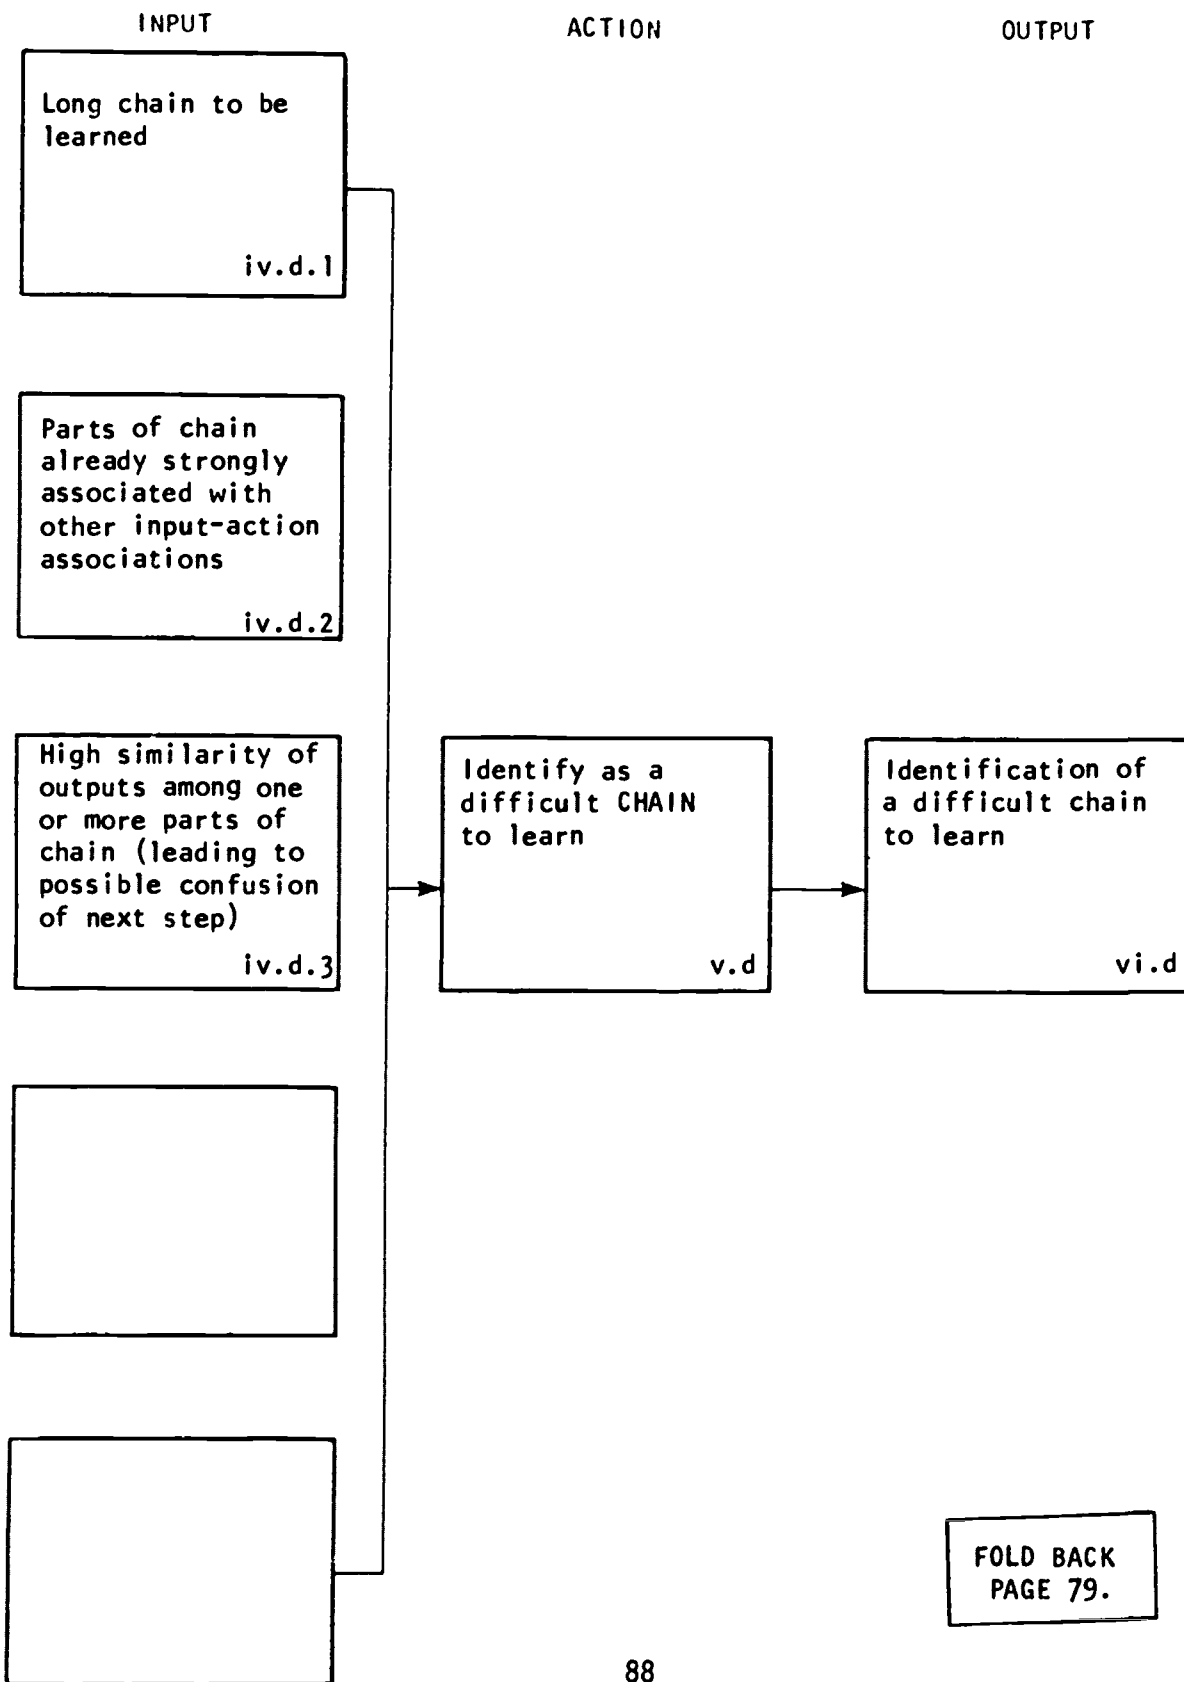 INPUT
ACTION
OUTPUT
Long chain to be
learned
iv.d.1
Parts of chain
already strongly
associated with
other input-action
associations
iv.d.2
High similarity of
outputs among one
or more parts of
chain (leading to
possible confusion
of next step)
iv.d.3
Identify as a
difficult CHAIN
to learn
v.d
Identification of
a difficult chain
to learn
vi.d
FOLD BACK
PAGE 79.
88